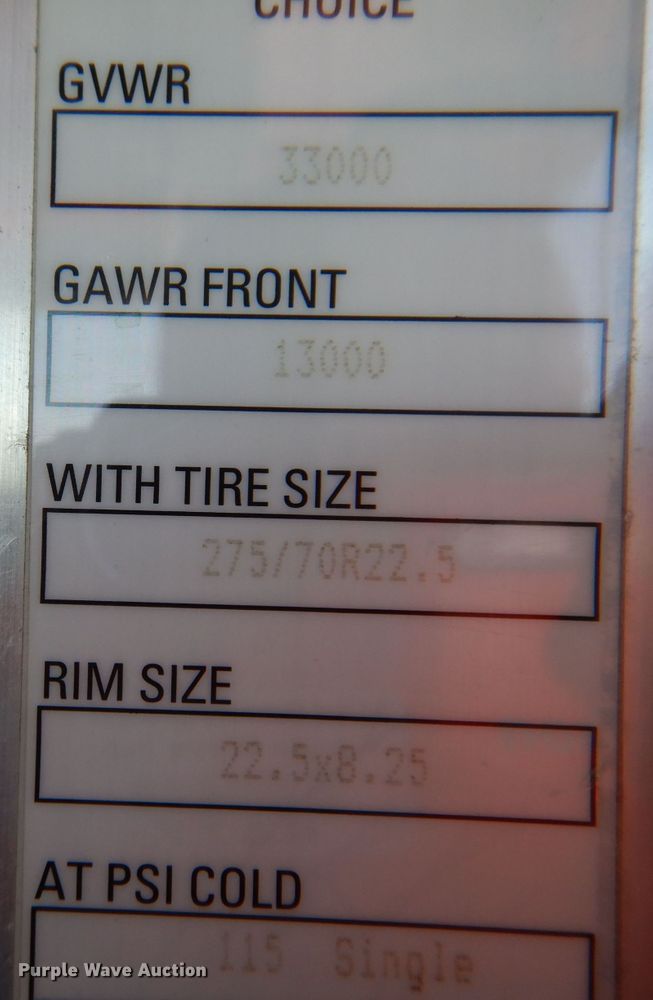 CHOICE
GVWR
33000
GAWR FRONT
13000
WITH TIRE SIZE
275/70R22.5
RIM SIZE
22.5x8.25
AT PSI COLD
115 Single
Purple Wave Auction